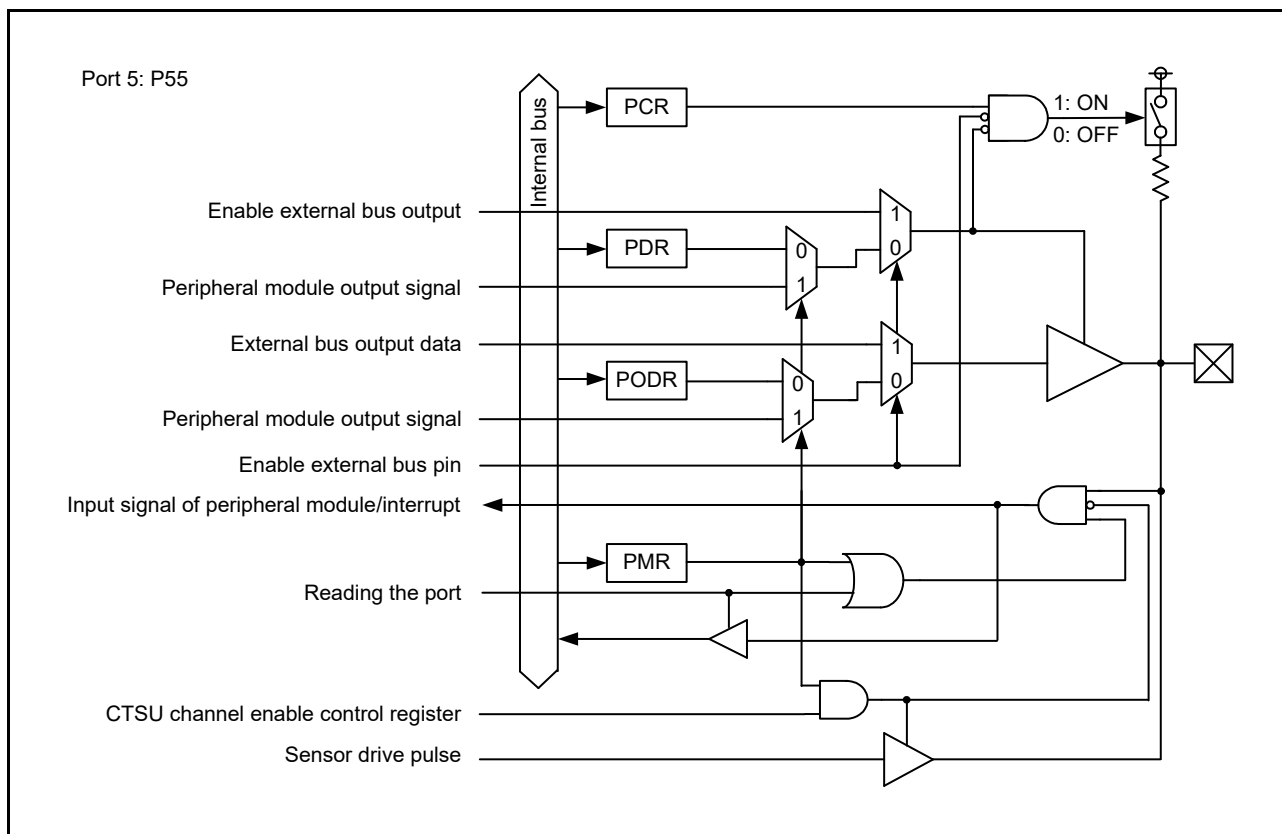 Port 5: P55
Internal bus
PCR
1: ON
0: OFF
Enable external bus output
1
PDR
0
0
Peripheral module output signal
1
External bus output data
1
PODR
0
0
Peripheral module output signal
1
Enable external bus pin
Input signal of peripheral module/interrupt
PMR
Reading the port
CTSU channel enable control register
Sensor drive pulse